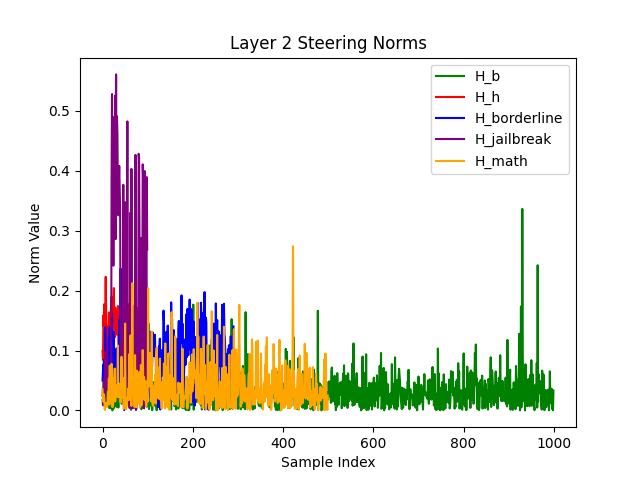 Layer 2 Steering Norms
H_b
H_h
H_borderline
H_jailbreak
H_math
Norm Value
0.5
0.4
0.3
0.2
0.1
0.0
0 200 400 600 800 1000
Sample Index